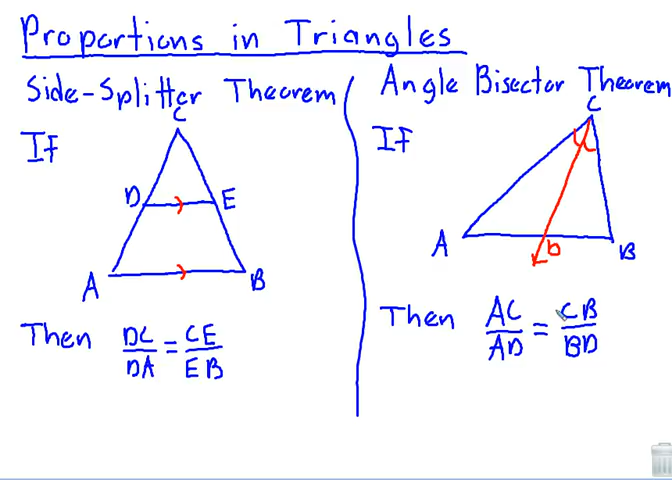 Proportions in Triangles
Side-Splitter Theorem
If
C
D
E
A
B
Then DC/DA = CE/EB
Angle Bisector Theorem
If
C
A
D
B
Then AC/AD = CB/BD